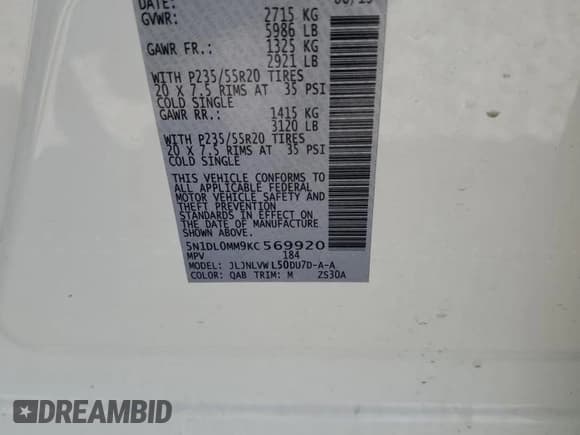 DATE:
GVWR: 2715 KG
5986 LB
GAWR FR.: 1325 KG
2921 LB
WITH P235/55R20 TIRES
20 X 7.5 RIMS AT 35 PSI
COLD SINGLE
GAWR RR.: 1415 KG
3120 LB
WITH P235/55R20 TIRES
20 X 7.5 RIMS AT 35 PSI
COLD SINGLE
THIS VEHICLE CONFORMS TO
ALL APPLICABLE FEDERAL
MOTOR VEHICLE SAFETY AND
AND THEFT PREVENTION
STANDARDS IN EFFECT ON THE
DATE OF MANUFACTURE
SHOWN ABOVE.
5N1DL0MM9KC569920
MPV 184
MODEL: JLJNLVWL50DU7D-A-A
COLOR: QAB TRIM: M ZS30A
DREAMBID